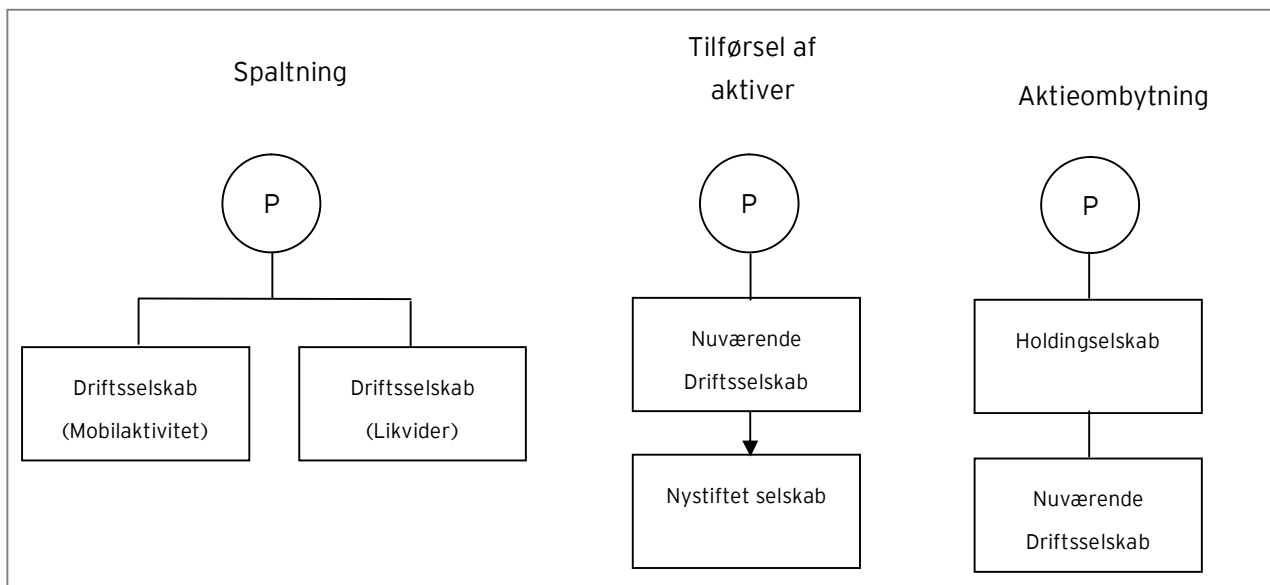 Spaltning
P
Driftsselskab
(Mobilaktivitet)
Driftsselskab
(Likvider)
Tilførsel af
aktiver
P
Nuværende
Driftsselskab
Nystiftet selskab
Aktieombytning
P
Holdingselskab
Nuværende
Driftsselskab